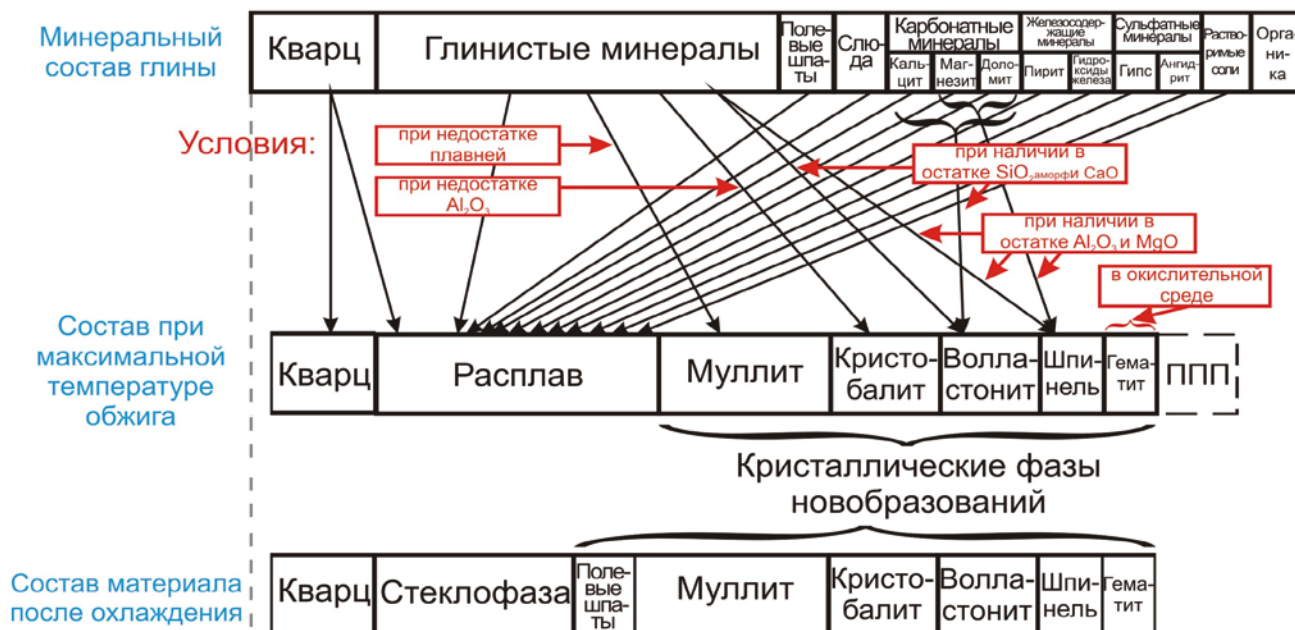 Минеральный
состав глины
Кварц
Глинистые минералы
Поле-
вые
шпа-
ты
Слю-
да
Карбонатные
минералы
Каль-
цит
Маг-
незит
Доло-
мит
Железосодер-
жащие
минералы
Пирит
Гидро-
ксиды
железа
Сульфатные
минералы
Гипс
Ангид-
рит
Раство-
римые
соли
Орга-
ни-
ка
Условия:
при недостатке
плавней
при недостатке
Al₂O₃
при наличии в
остатке SiO₂аморфи CaO
при наличии в
остатке Al₂O₃ и MgO
в окислительной
среде
Состав при
максимальной
температуре
обжига
Кварц
Расплав
Муллит
Кристо-
балит
Волла-
стонит
Шпи-
нель
Гема-
тит
ППП
Кристаллические фазы
новобразований
Состав материала
после охлаждения
Кварц
Стеклофаза
Поле-
вые
шпа-
ты
Муллит
Кристо-
балит
Волла-
стонит
Шпи-
нель
Гема-
тит